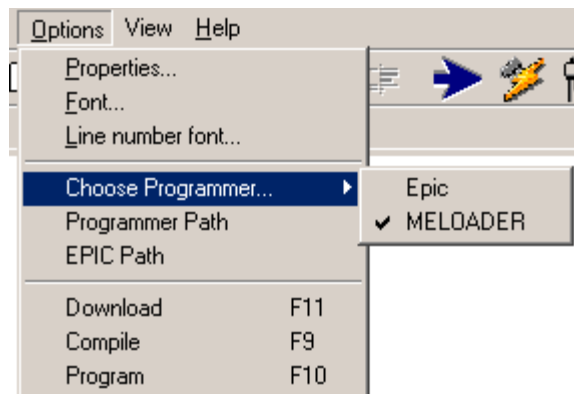 Options View Help
Properties...
Font...
Line number font...
Choose Programmer...
Epic
Programmer Path
MELOADER
EPIC Path
Download F11
Compile F9
Program F10